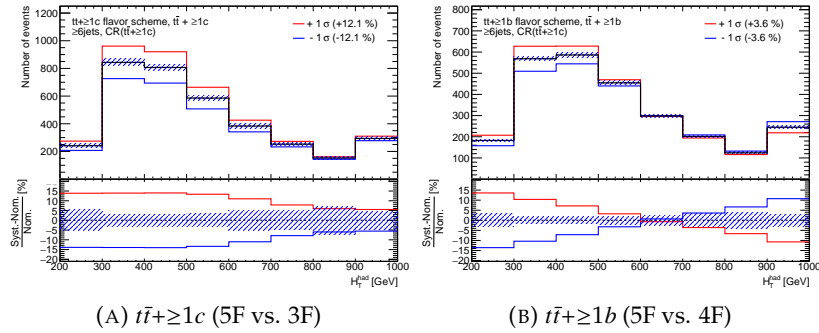 Number of events
1200
1000
800
600
400
200
tt+≥1c flavor scheme, tt̄ + ≥1c
≥6jets, CR(tt̄+≥1c)
+ 1 σ (+12.1 %)
- 1 σ (-12.1 %)
Syst.-Nom. [%]
Nom.
20
15
10
5
0
−5
−10
−15
−20
200 300 400 500 600 700 800 900 1000
H_T^had [GeV]
(A) tt̄+≥1c (5F vs. 3F)
Number of events
800
700
600
500
400
300
200
100
tt+≥1b flavor scheme, tt̄ + ≥1b
≥6jets, CR(tt̄+≥1c)
+ 1 σ (+3.6 %)
- 1 σ (-3.6 %)
Syst.-Nom. [%]
Nom.
20
15
10
5
0
−5
−10
−15
−20
200 300 400 500 600 700 800 900 1000
H_T^had [GeV]
(B) tt̄+≥1b (5F vs. 4F)